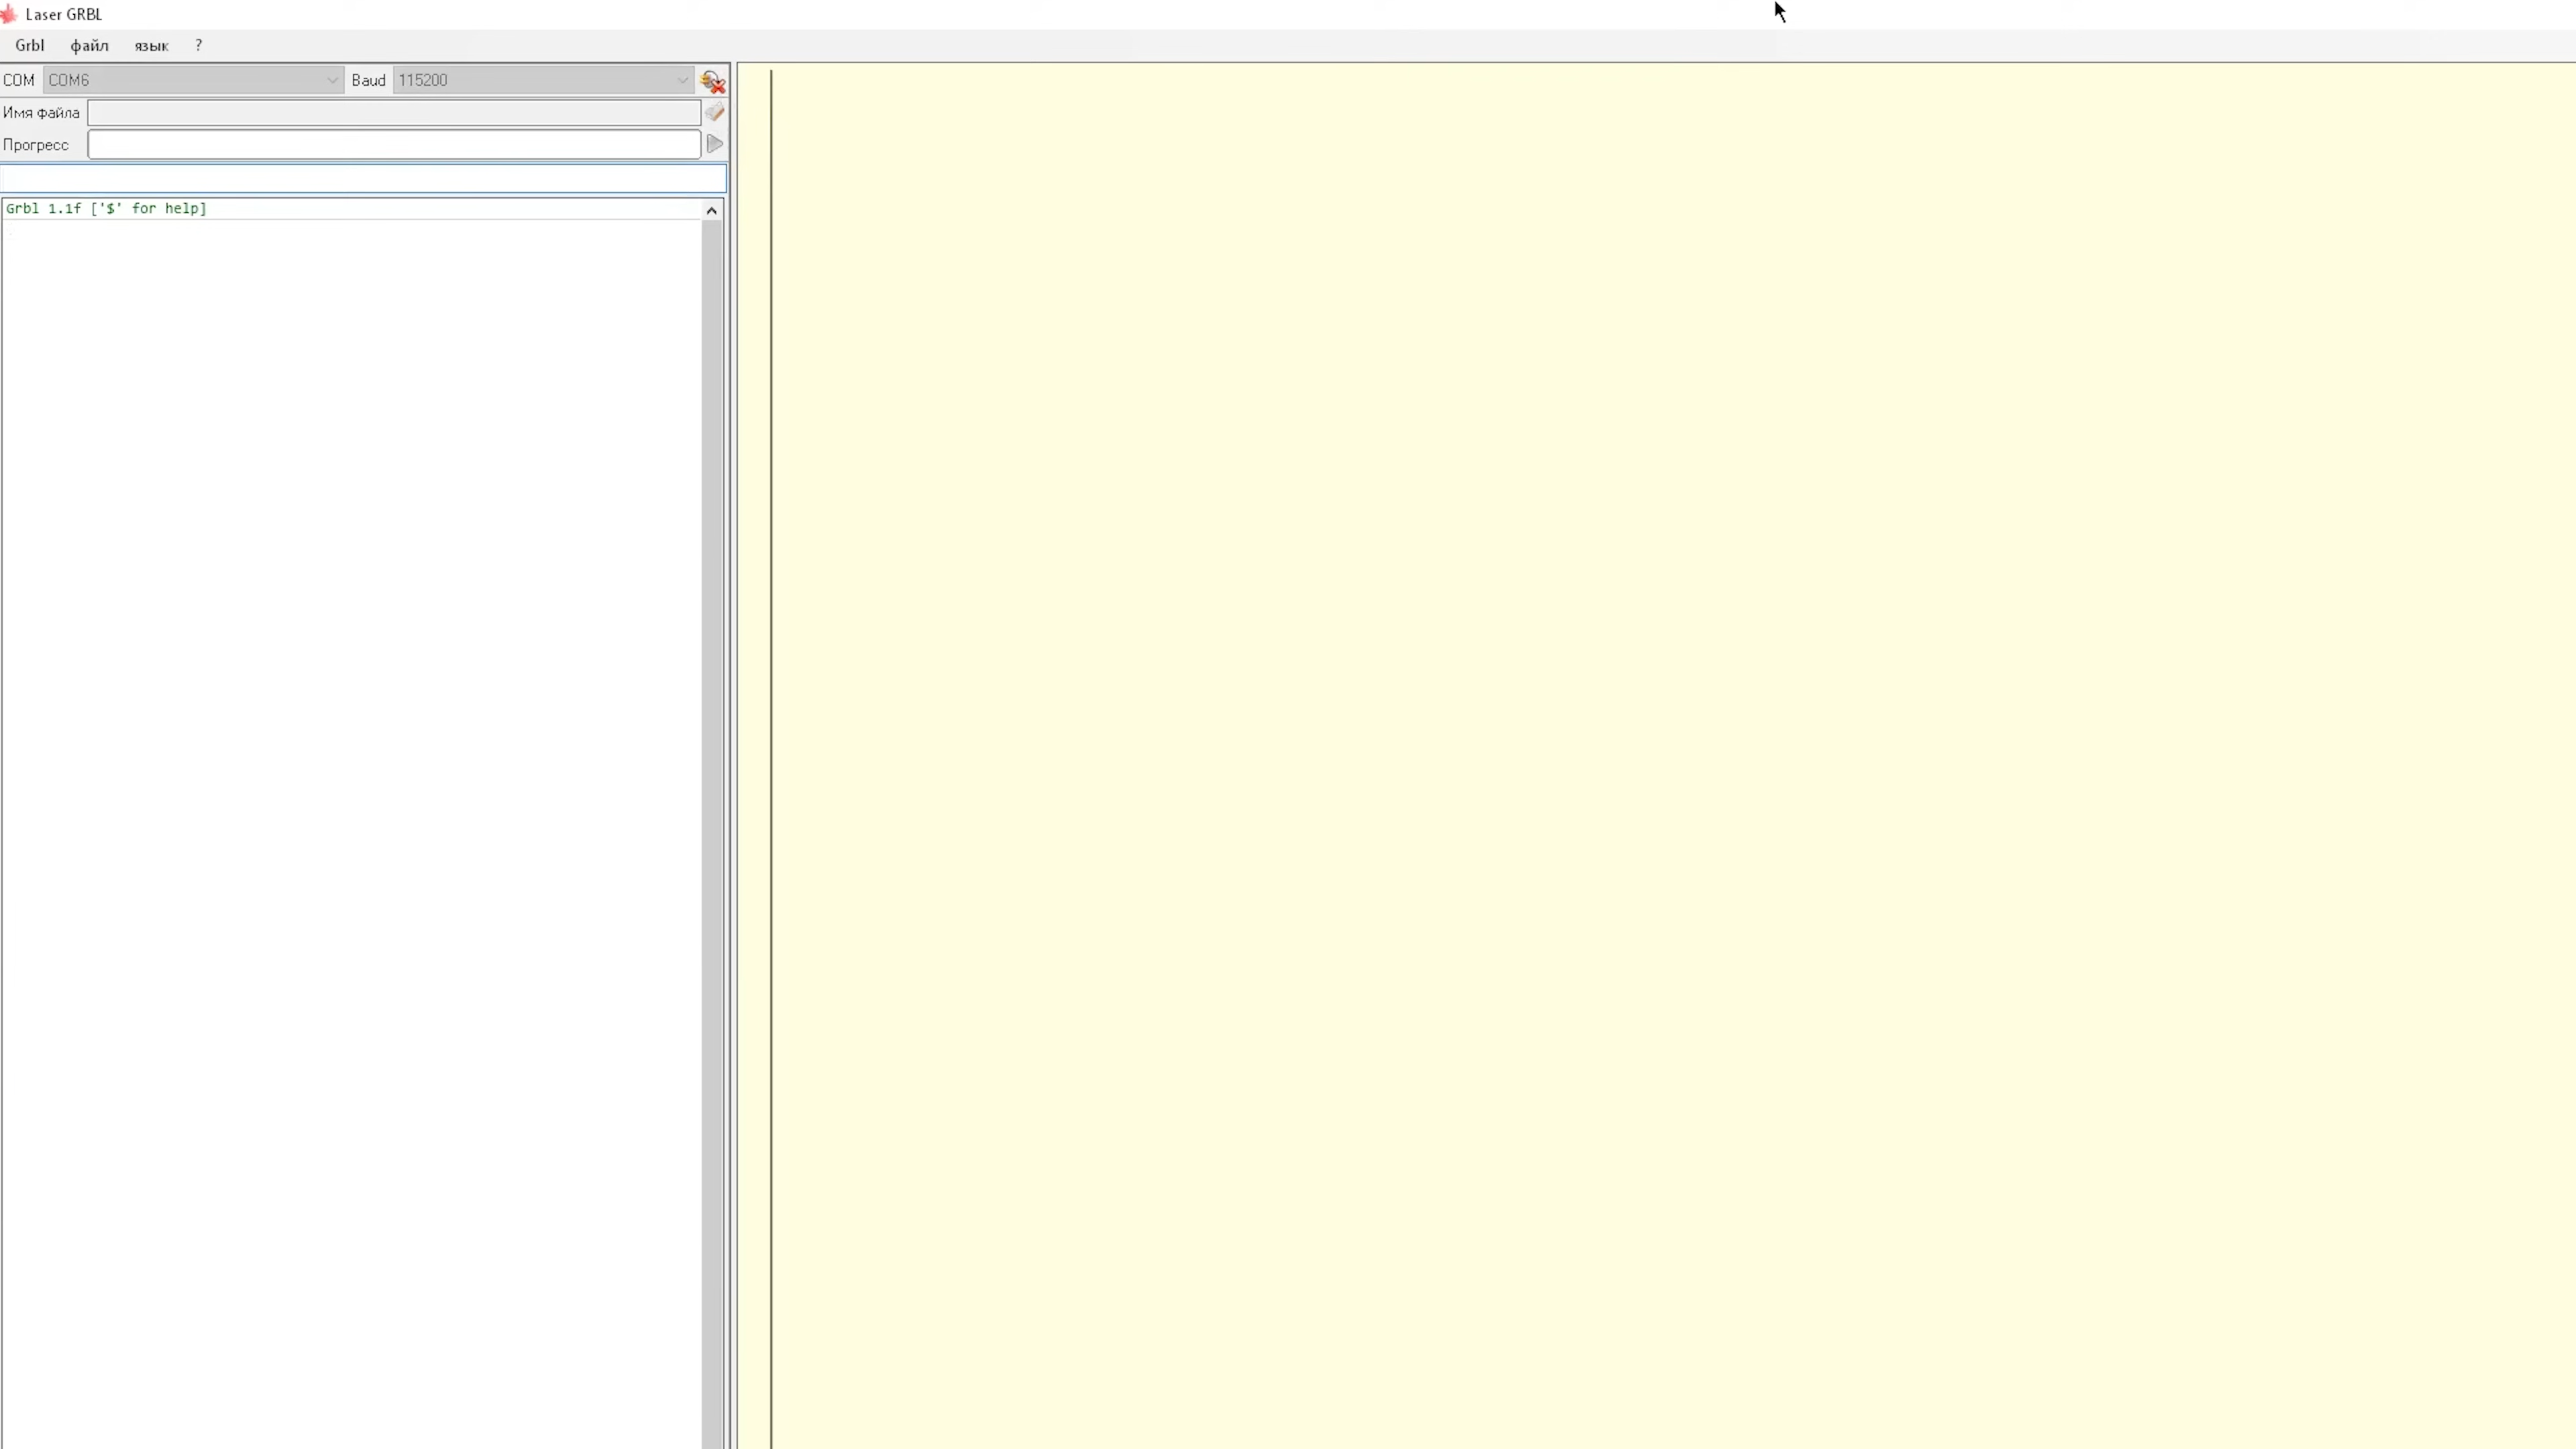 Laser GRBL
Grbl файл язык ?
COM COM6 Baud 115200
Имя файла
Прогресс
Grbl 1.1f ['$' for help]